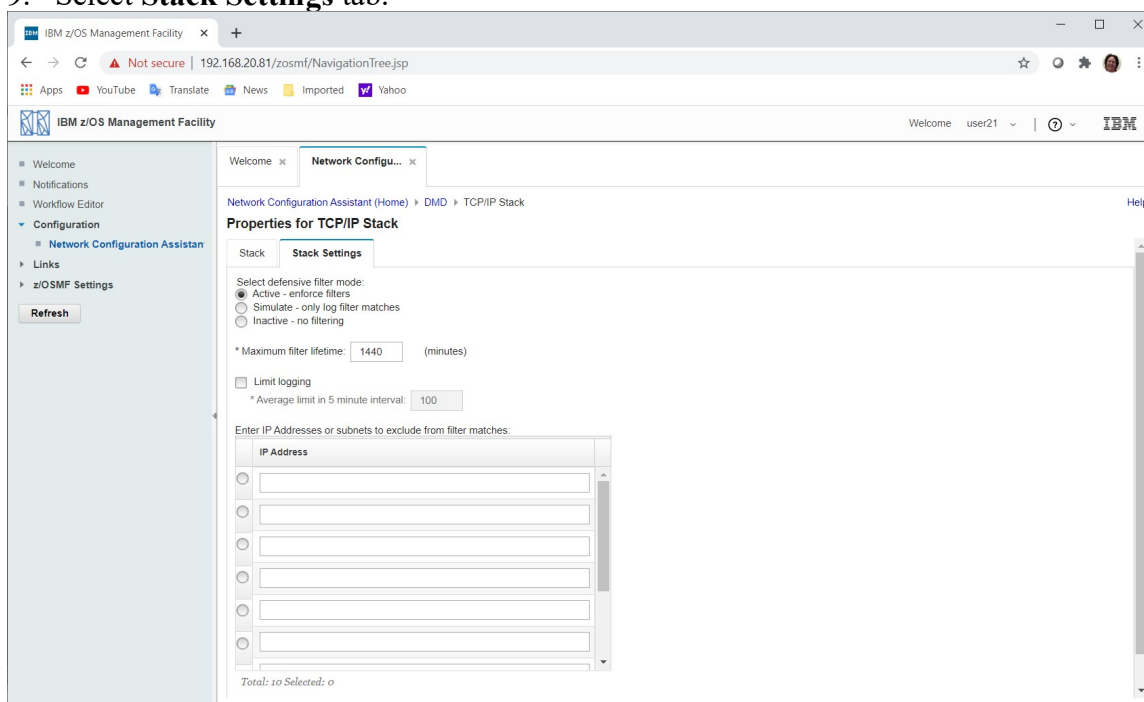 9. Select Stack Settings tab.
IBM IBM z/OS Management Facility × +
Not secure | 192.168.20.81/zosmf/NavigationTree.jsp
Apps YouTube Translate News Imported Yahoo
IBM z/OS Management Facility Welcome user21 IBM
Welcome
Notifications
Workflow Editor
Configuration
Network Configuration Assistan
Links
z/OSMF Settings
Refresh
Welcome × Network Configu... ×
Network Configuration Assistant (Home) DMD TCP/IP Stack Help
Properties for TCP/IP Stack
Stack Stack Settings
Select defensive filter mode:
Active - enforce filters
Simulate - only log filter matches
Inactive - no filtering
* Maximum filter lifetime: 1440 (minutes)
Limit logging
* Average limit in 5 minute interval: 100
Enter IP Addresses or subnets to exclude from filter matches:
IP Address
Total: 10 Selected: 0